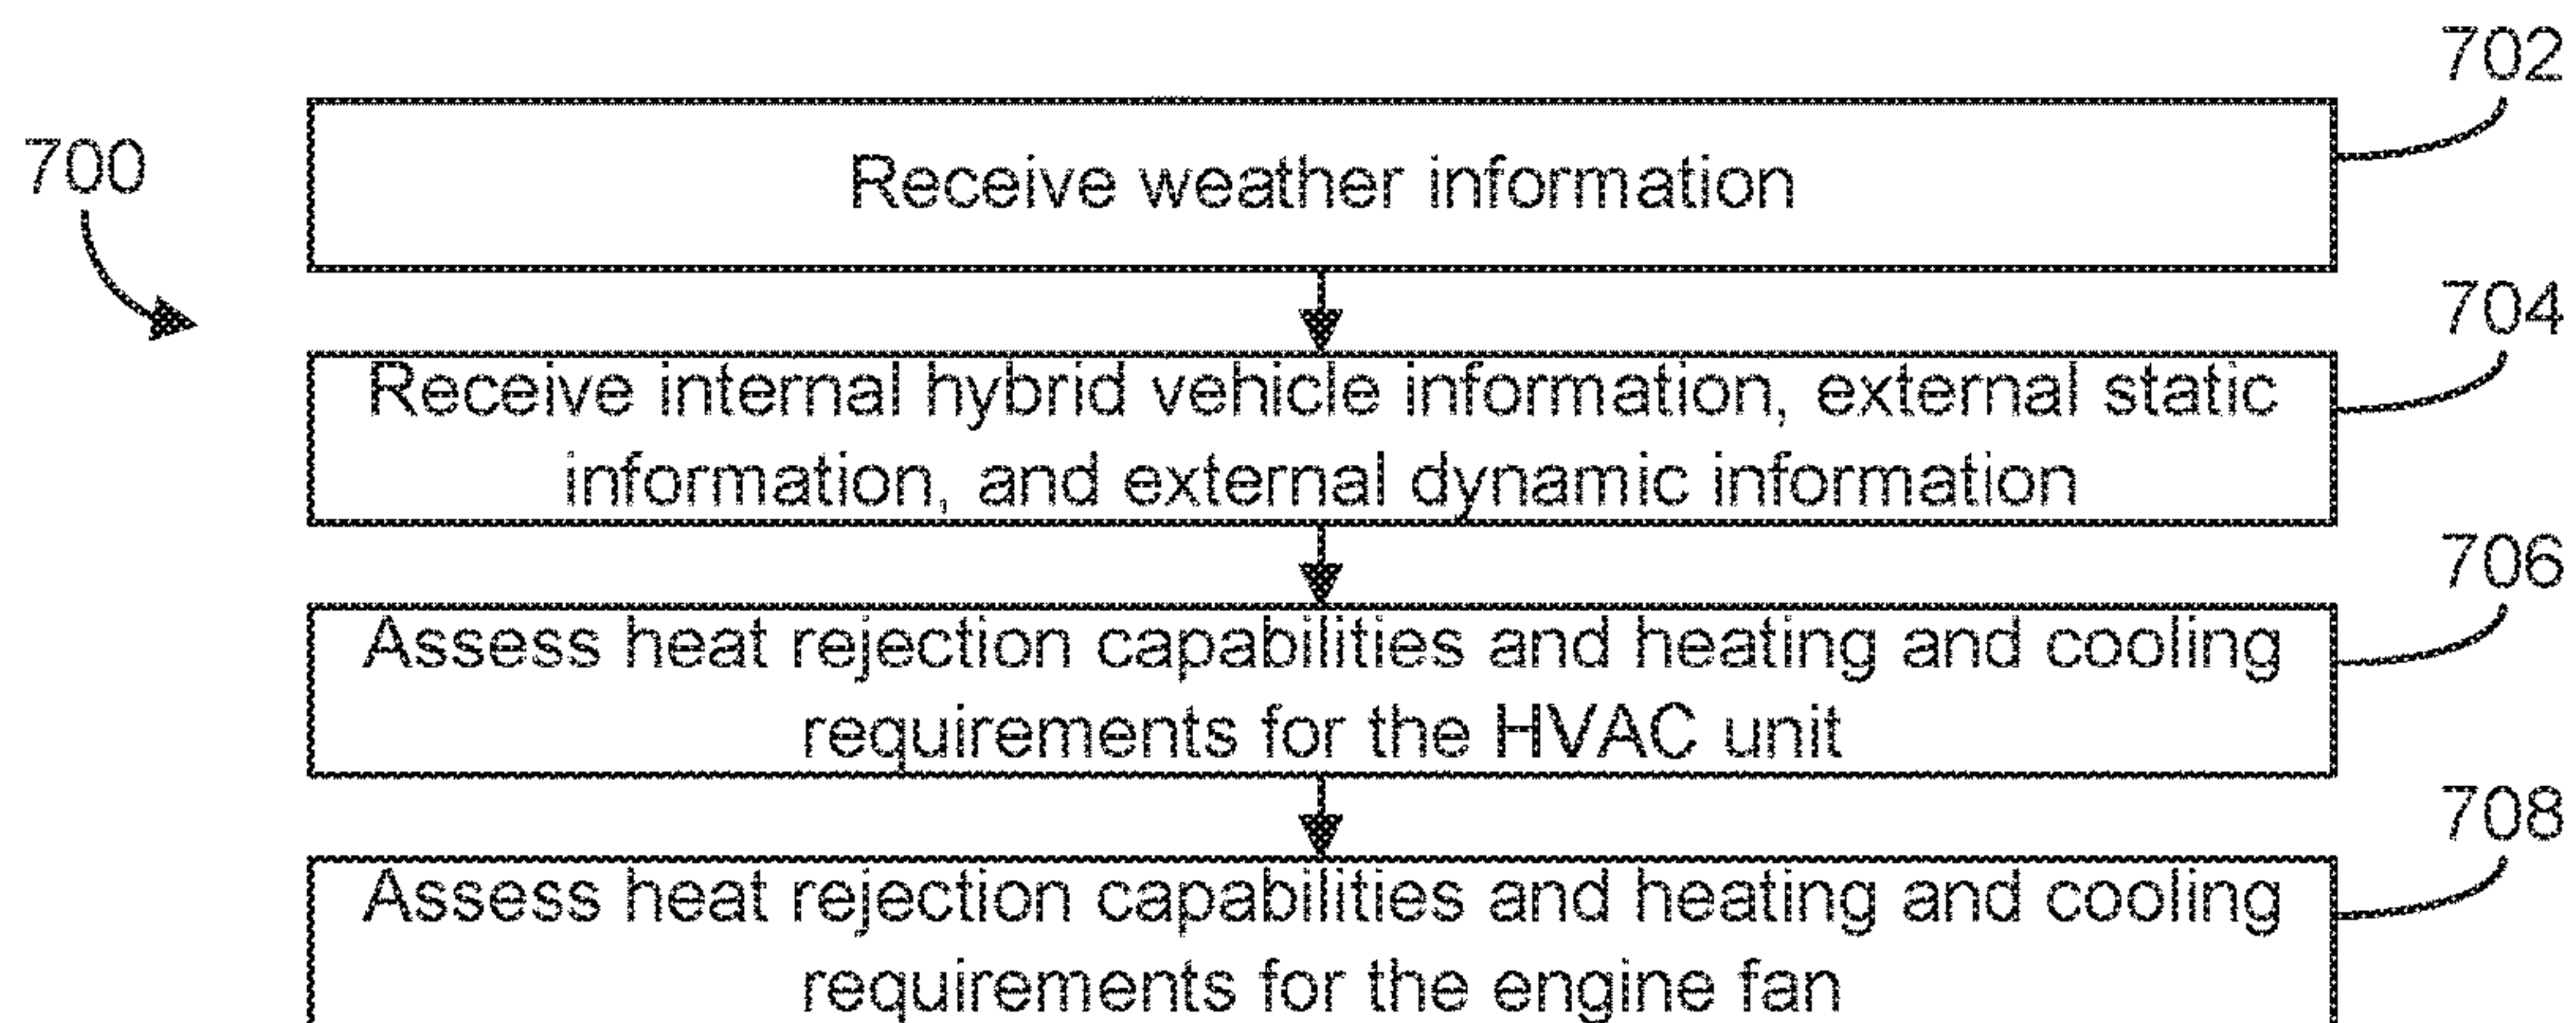 702
700
Receive weather information
704
Receive internal hybrid vehicle information, external static
information, and external dynamic information
706
Assess heat rejection capabilities and heating and cooling
requirements for the HVAC unit
708
Assess heat rejection capabilities and heating and cooling
requirements for the engine fan